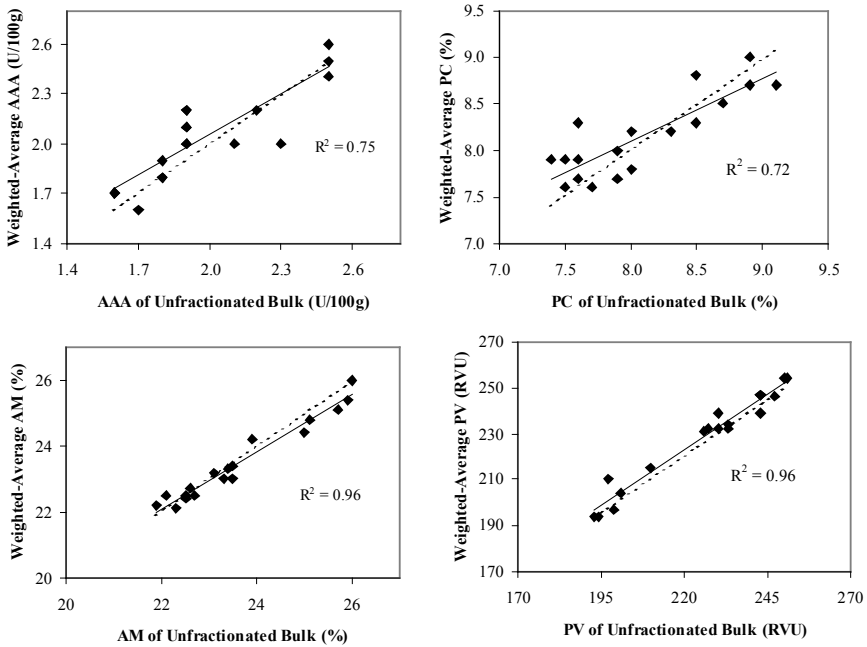 Weighted-Average AAA (U/100g)
2.6
2.3
2.0
1.7
1.4
R² = 0.75
1.4 1.7 2.0 2.3 2.6
AAA of Unfractionated Bulk (U/100g)
Weighted-Average PC (%)
9.5
9.0
8.5
8.0
7.5
7.0
R² = 0.72
7.0 7.5 8.0 8.5 9.0 9.5
PC of Unfractionated Bulk (%)
Weighted-Average AM (%)
26
24
22
20
R² = 0.96
20 22 24 26
AM of Unfractionated Bulk (%)
Weighted-Average PV (RVU)
270
250
230
210
190
170
R² = 0.96
170 195 220 245 270
PV of Unfractionated Bulk (RVU)